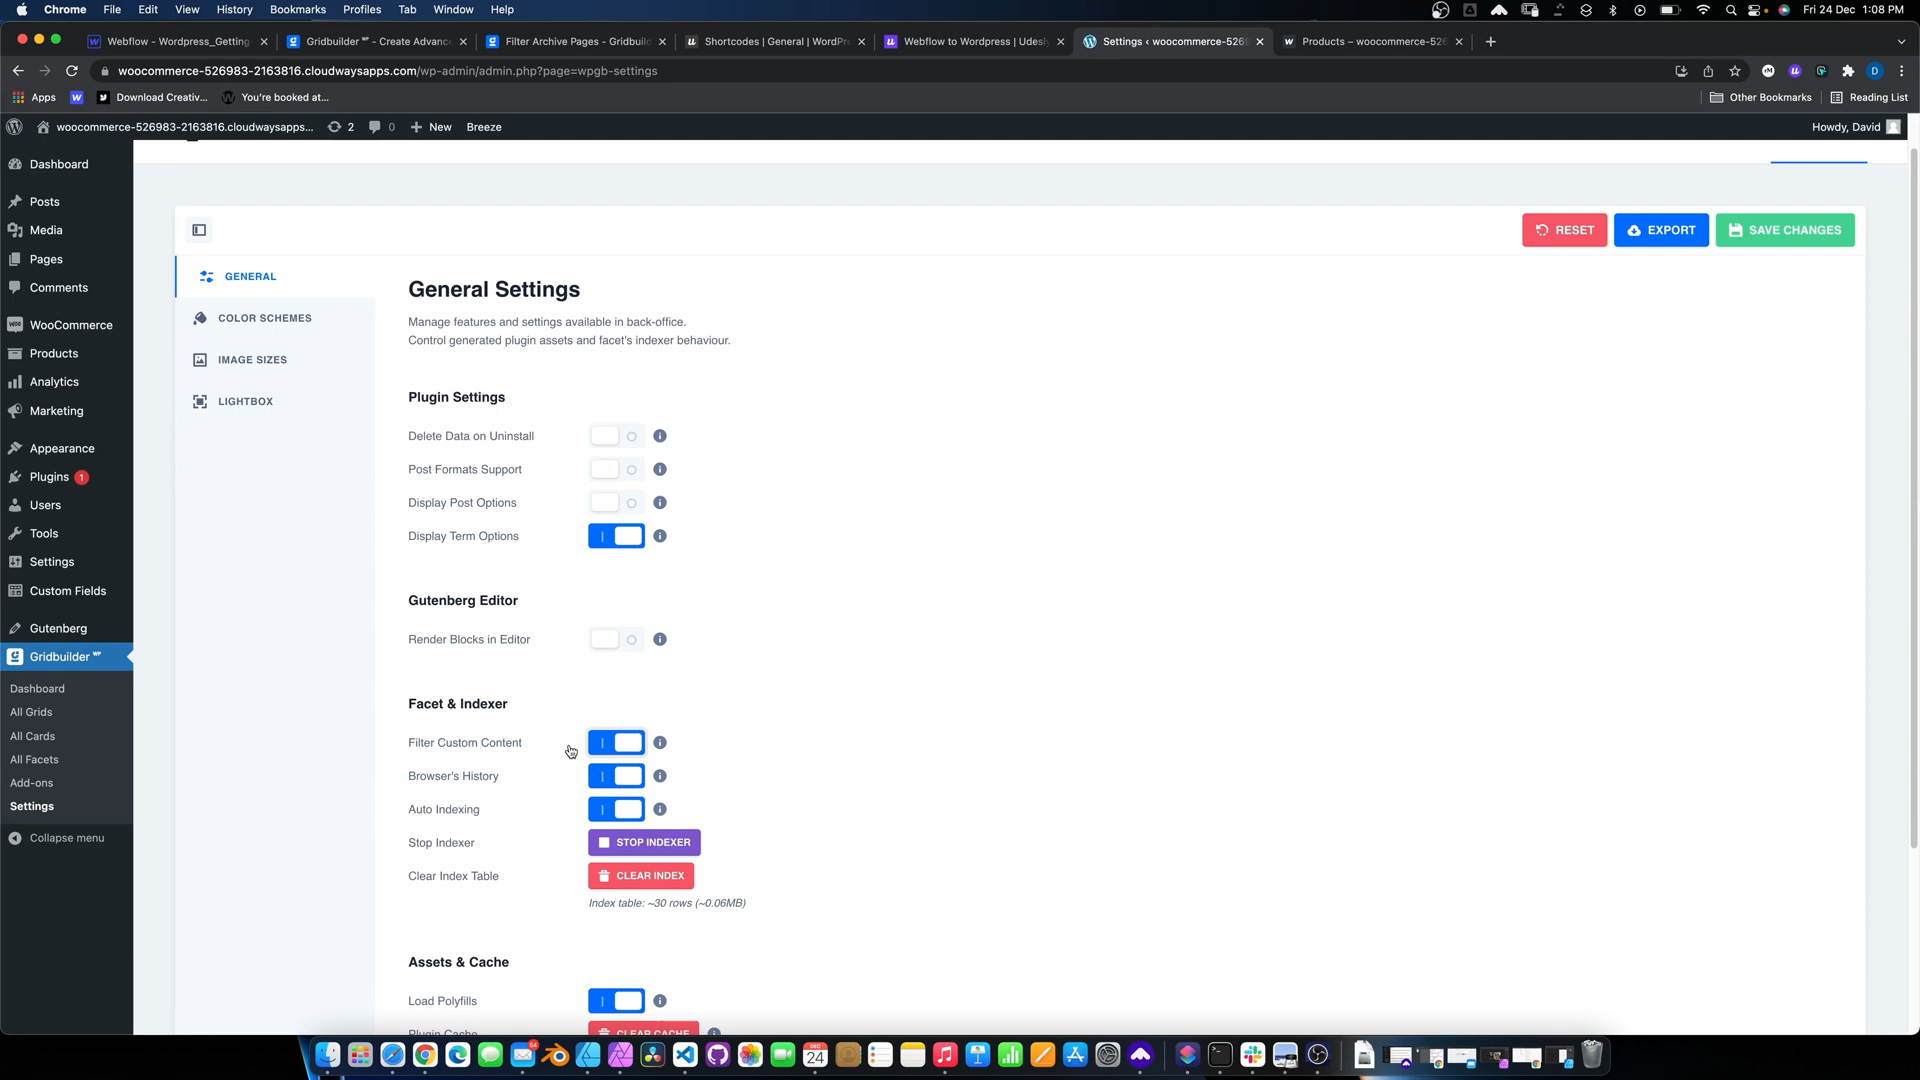 Chrome File Edit View History Bookmarks Profiles Tab Window Help Fri 24 Dec 1:08 PM
Webflow - Wordpress_Getting Gridbuilder ᵂᴾ - Create Advanc Filter Archive Pages - Gridbuild Shortcodes | General | WordPr Webflow to Wordpress | Udesly Settings ‹ woocommerce-526 Products – woocommerce-526
woocommerce-526983-2163816.cloudwaysapps.com/wp-admin/admin.php?page=wpgb-settings
Apps Download Creativ... You're booked at... Other Bookmarks Reading List
woocommerce-526983-2163816.cloudwaysapps... 2 0 New Breeze Howdy, David
Dashboard
Posts
Media
Pages
Comments
WooCommerce
Products
Analytics
Marketing
Appearance
Plugins 1
Users
Tools
Settings
Custom Fields
Gutenberg
Gridbuilder ᵂᴾ
Dashboard
All Grids
All Cards
All Facets
Add-ons
Settings
Collapse menu
RESET EXPORT SAVE CHANGES
GENERAL
COLOR SCHEMES
IMAGE SIZES
LIGHTBOX
General Settings
Manage features and settings available in back-office.
Control generated plugin assets and facet's indexer behaviour.
Plugin Settings
Delete Data on Uninstall
Post Formats Support
Display Post Options
Display Term Options
Gutenberg Editor
Render Blocks in Editor
Facet & Indexer
Filter Custom Content
Browser's History
Auto Indexing
Stop Indexer STOP INDEXER
Clear Index Table CLEAR INDEX
Index table: ~30 rows (~0.06MB)
Assets & Cache
Load Polyfills
Plugin Cache CLEAR CACHE